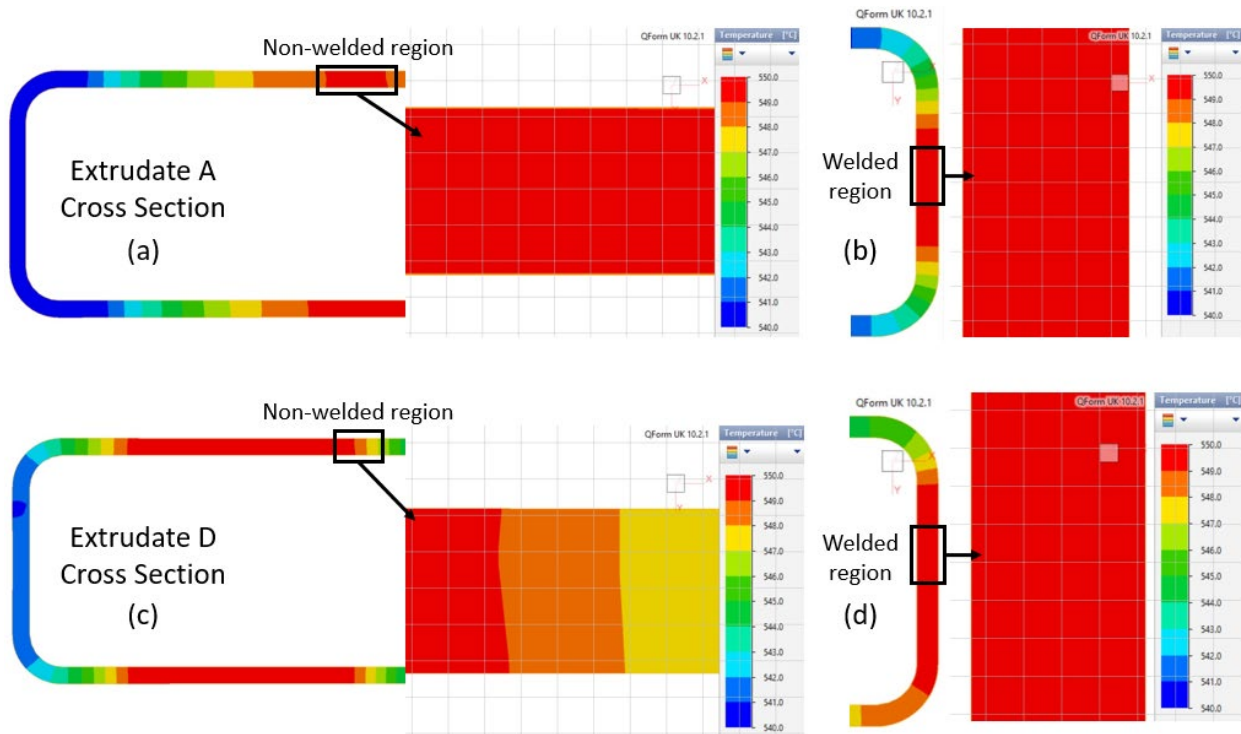 Non-welded region
QForm UK 10.2.1
Temperature [°C]
550.0
549.0
548.0
547.0
546.0
545.0
544.0
543.0
542.0
541.0
540.0
X
Y
Extrudate A
Cross Section
(a)
QForm UK 10.2.1
QForm UK 10.2.1
Temperature [°C]
550.0
549.0
548.0
547.0
546.0
545.0
544.0
543.0
542.0
541.0
540.0
X
X
Y
Welded
region
(b)
Non-welded region
QForm UK 10.2.1
Temperature [°C]
550.0
549.0
548.0
547.0
546.0
545.0
544.0
543.0
542.0
541.0
540.0
X
Y
Extrudate D
Cross Section
(c)
QForm UK 10.2.1
QForm UK 10.2.1
Temperature [°C]
550.0
549.0
548.0
547.0
546.0
545.0
544.0
543.0
542.0
541.0
540.0
X
Y
Welded
region
(d)